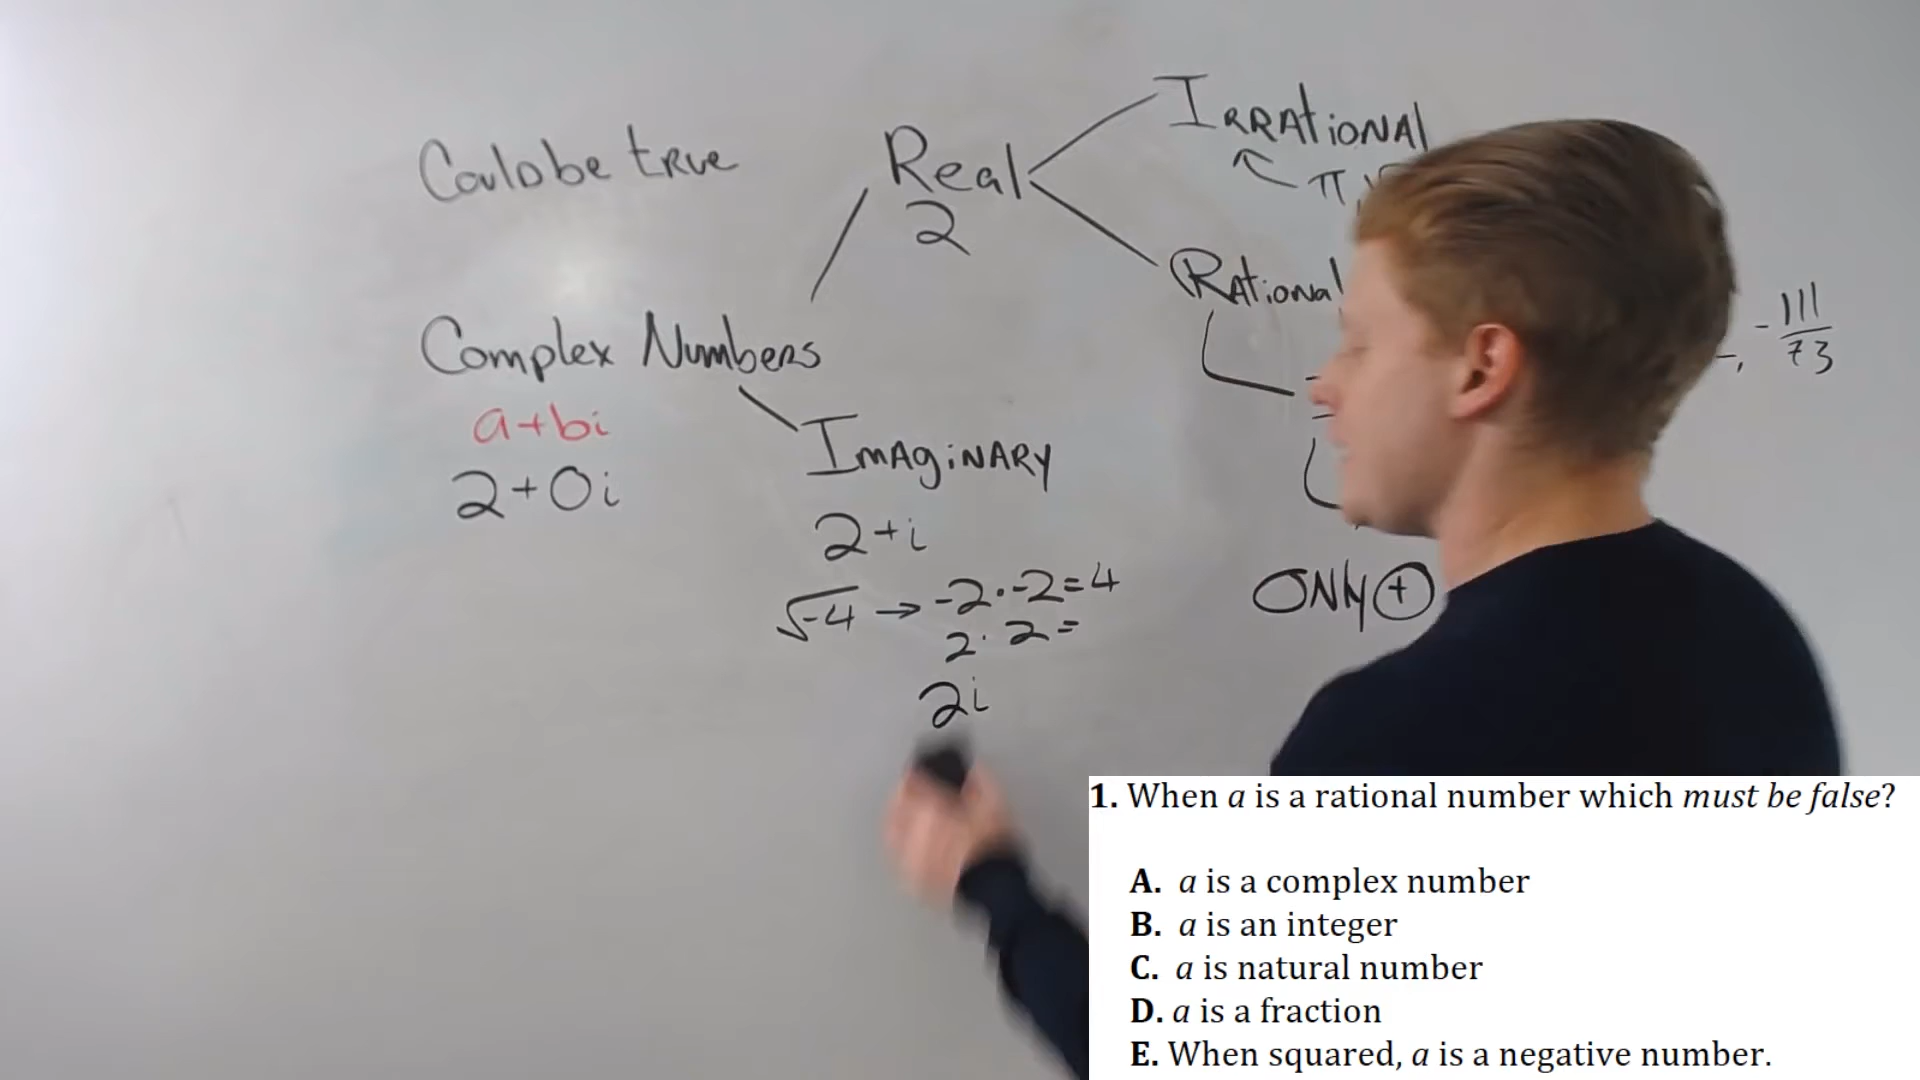 Could be true
Real
2
IRRAtioNAl
π
RAtional
- 111/73
Complex Numbers
a+bi
2+0i
ImAgiNARY
2+i
√-4 → -2·-2=4
2·2=
2i
ONly +
1. When a is a rational number which must be false?
A. a is a complex number
B. a is an integer
C. a is natural number
D. a is a fraction
E. When squared, a is a negative number.